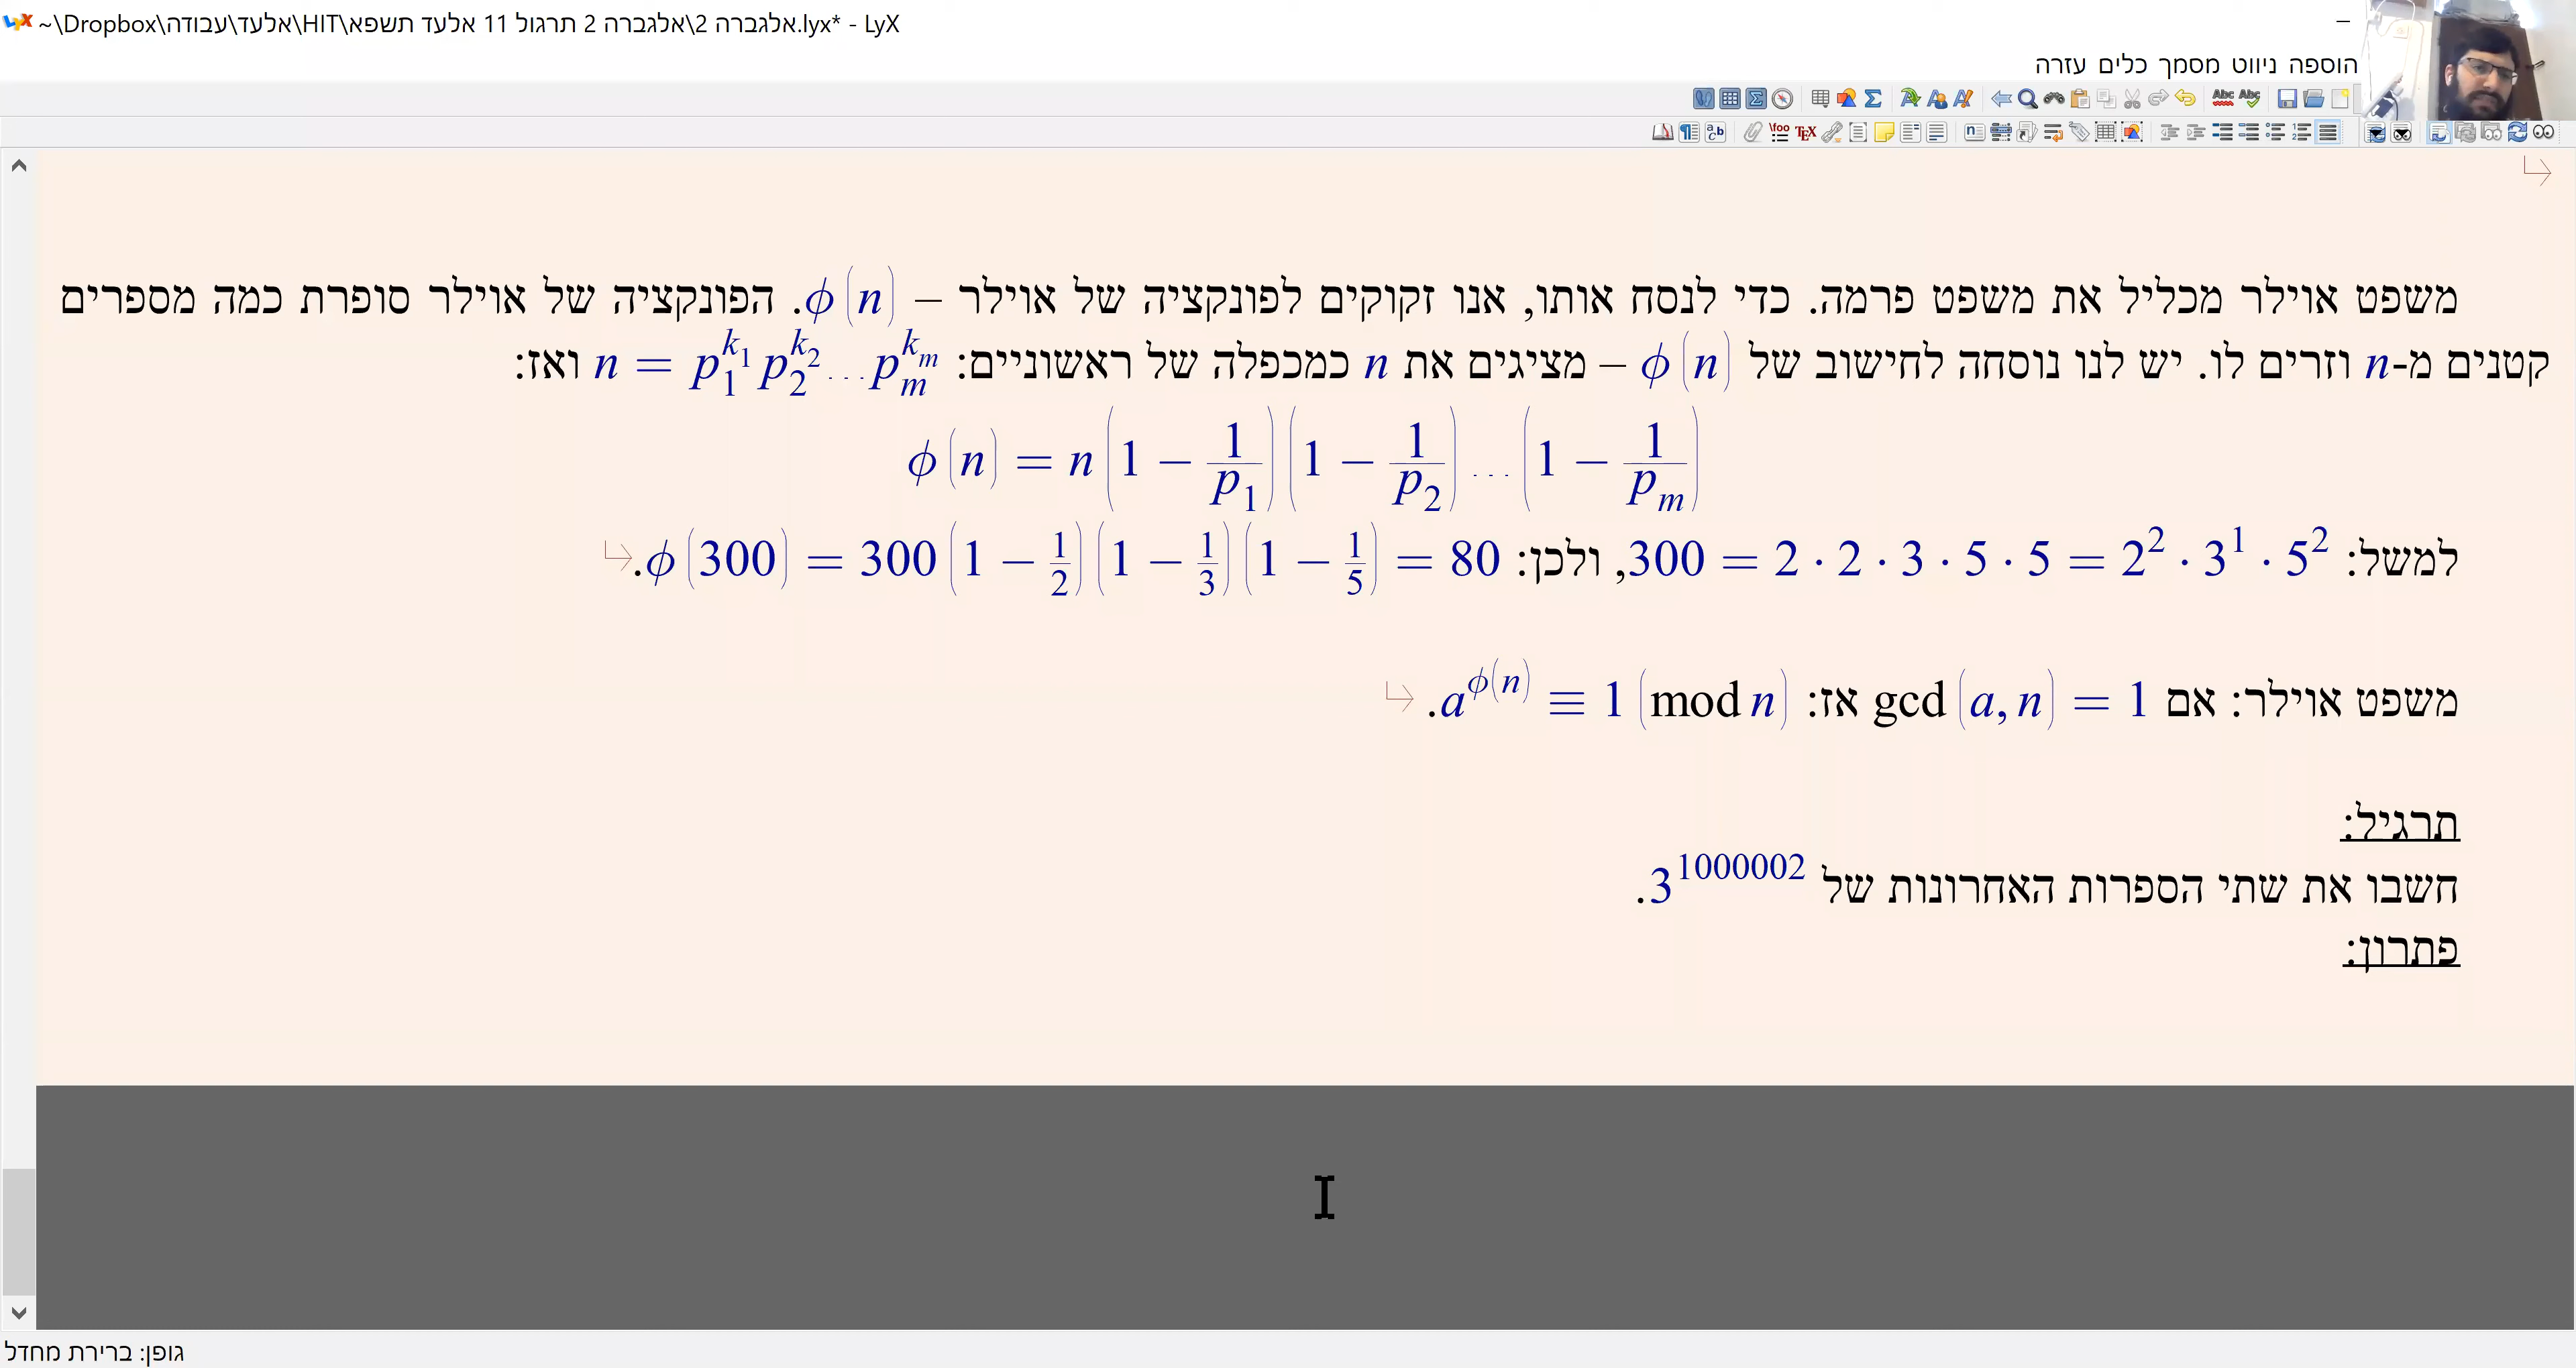 ~\Dropbox\אלגברה 2\אלגברה 2 תרגול 11 אלעד תשפא\HIT\אלעד\עבודה.lyx* - LyX
הוספה ניווט מסמך כלים עזרה
משפט אוילר מכליל את משפט פרמה. כדי לנסח אותו, אנו זקוקים לפונקציה של אוילר – ϕ(n). הפונקציה של אוילר סופרת כמה מספרים
קטנים מ-n וזרים לו. יש לנו נוסחה לחישוב של ϕ(n) – מציגים את n כמכפלה של ראשוניים: n = p_1^{k_1} p_2^{k_2} … p_m^{k_m} ואז:
ϕ(n) = n(1 − 1/p_1)(1 − 1/p_2)…(1 − 1/p_m)
למשל: 300 = 2 · 2 · 3 · 5 · 5 = 2^2 · 3^1 · 5^2, ולכן: ϕ(300) = 300(1 − 1/2)(1 − 1/3)(1 − 1/5) = 80.
משפט אוילר: אם gcd(a, n) = 1 אז: a^{ϕ(n)} ≡ 1 (mod n).
תרגיל:
חשבו את שתי הספרות האחרונות של 3^{1000002}.
פתרון:
גופן: ברירת מחדל